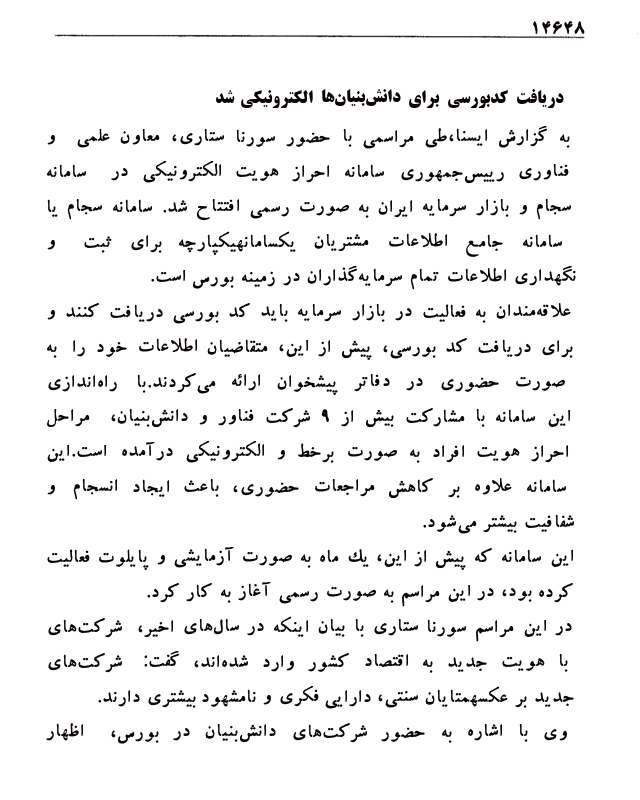 ۱۴۶۴۸
دریافت کدبورسی برای دانش‌بنیان‌ها الکترونیکی شد
به گزارش ایسنا،طی مراسمی با حضور سورنا ستاری، معاون علمی و
فناوری رییس‌جمهوری سامانه احراز هویت الکترونیکی در سامانه
سجام و بازار سرمایه ایران به صورت رسمی افتتاح شد. سامانه سجام یا
سامانه جامع اطلاعات مشتریان یکسامانهیکپارچه برای ثبت و
نگهداری اطلاعات تمام سرمایه‌گذاران در زمینه بورس است.
علاقه‌مندان به فعالیت در بازار سرمایه باید کد بورسی دریافت کنند و
برای دریافت کد بورسی، پیش از این، متقاضیان اطلاعات خود را به
صورت حضوری در دفاتر پیشخوان ارائه می‌کردند.با راه‌اندازی
این سامانه با مشارکت بیش از ۹ شرکت فناور و دانش‌بنیان، مراحل
احراز هویت افراد به صورت برخط و الکترونیکی درآمده است.این
سامانه علاوه بر کاهش مراجعات حضوری، باعث ایجاد انسجام و
شفافیت بیشتر می‌شود.
این سامانه که پیش از این، یك ماه به صورت آزمایشی و پایلوت فعالیت
کرده بود، در این مراسم به صورت رسمی آغاز به کار کرد.
در این مراسم سورنا ستاری با بیان اینکه در سال‌های اخیر، شرکت‌های
با هویت جدید به اقتصاد کشور وارد شده‌اند، گفت: شرکت‌های
جدید بر عکسهمتایان سنتی، دارایی فکری و نامشهود بیشتری دارند.
وی با اشاره به حضور شرکت‌های دانش‌بنیان در بورس، اظهار